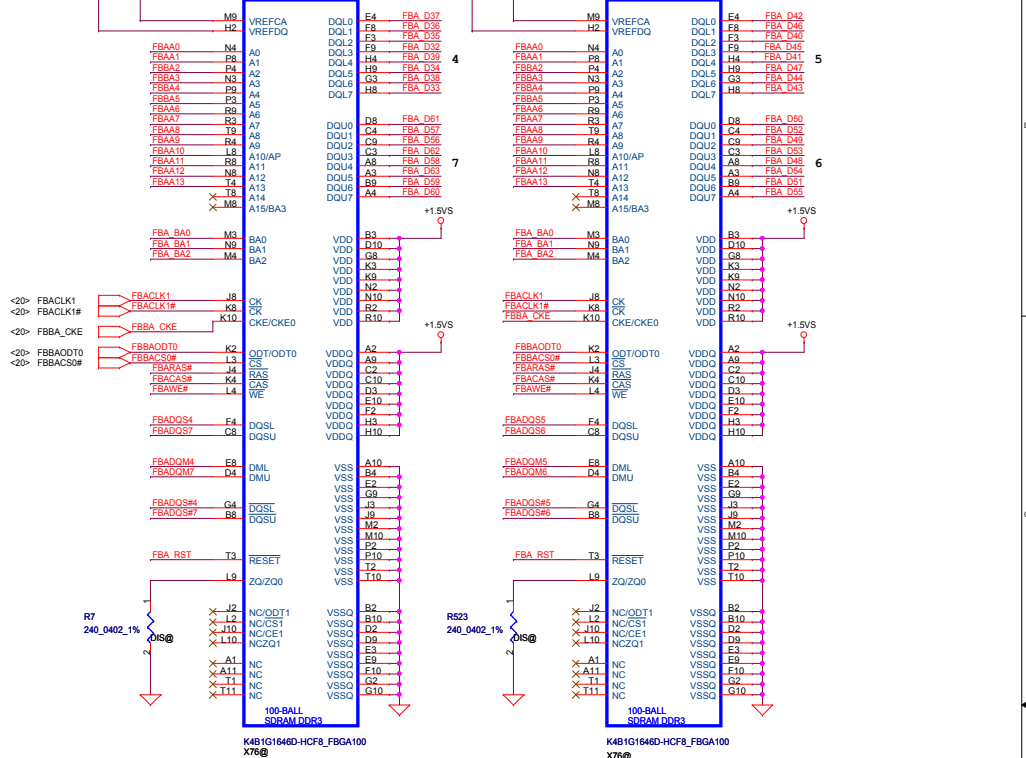 M9 VREFCA DQL0 E4 FBA_D37 M9 VREFCA DQL0 E4 FBA_D42
H2 VREFDQ DQL1 F8 FBA_D36 H2 VREFDQ DQL1 F8 FBA_D46
DQL2 F3 FBA_D35 DQL2 F3 FBA_D40
FBAA0 N4 A0 DQL3 F9 FBA_D32 FBAA0 N4 A0 DQL3 F9 FBA_D45
FBAA1 P8 A1 DQL4 H4 FBA_D39 4 FBAA1 P8 A1 DQL4 H4 FBA_D41 5
FBAA2 P4 A2 DQL5 H9 FBA_D34 FBAA2 P4 A2 DQL5 H9 FBA_D47
FBAA3 N3 A3 DQL6 G3 FBA_D38 FBAA3 N3 A3 DQL6 G3 FBA_D44
FBAA4 P9 A4 DQL7 H8 FBA_D33 FBAA4 P9 A4 DQL7 H8 FBA_D43
FBAA5 P3 A5 FBAA5 P3 A5
FBAA6 R9 A6 FBAA6 R9 A6
FBAA7 R3 A7 DQU0 D8 FBA_D61 FBAA7 R3 A7 DQU0 D8 FBA_D50
FBAA8 T9 A8 DQU1 C4 FBA_D57 FBAA8 T9 A8 DQU1 C4 FBA_D52
FBAA9 R4 A9 DQU2 C9 FBA_D56 FBAA9 R4 A9 DQU2 C9 FBA_D49
FBAA10 L8 A10/AP DQU3 C3 FBA_D62 FBAA10 L8 A10/AP DQU3 C3 FBA_D53
FBAA11 R8 A11 DQU4 A8 FBA_D58 7 FBAA11 R8 A11 DQU4 A8 FBA_D48 6
FBAA12 N8 A12 DQU5 A3 FBA_D63 FBAA12 N8 A12 DQU5 A3 FBA_D54
FBAA13 T4 A13 DQU6 B9 FBA_D59 FBAA13 T4 A13 DQU6 B9 FBA_D51
T8 A14 DQU7 A4 FBA_D60 T8 A14 DQU7 A4 FBA_D55
M8 A15/BA3 M8 A15/BA3
+1.5VS +1.5VS
FBA_BA0 M3 BA0 VDD B3 FBA_BA0 M3 BA0 VDD B3
FBA_BA1 N9 BA1 VDD D10 FBA_BA1 N9 BA1 VDD D10
FBA_BA2 M4 BA2 VDD G8 FBA_BA2 M4 BA2 VDD G8
VDD K3 VDD K3
VDD K9 VDD K9
VDD N2 VDD N2
<20> FBACLK1 FBACLK1 J8 CK VDD N10 FBACLK1 J8 CK VDD N10
<20> FBACLK1# FBACLK1# K8 CK VDD R2 FBACLK1# K8 CK VDD R2
<20> FBBA_CKE FBBA_CKE K10 CKE/CKE0 VDD R10 FBBA_CKE K10 CKE/CKE0 VDD R10
+1.5VS +1.5VS
<20> FBBAODT0 FBBAODT0 K2 ODT/ODT0 VDDQ A2 FBBAODT0 K2 ODT/ODT0 VDDQ A2
<20> FBBACS0# FBBACS0# L3 CS VDDQ A9 FBBACS0# L3 CS VDDQ A9
FBARAS# J4 RAS VDDQ C2 FBARAS# J4 RAS VDDQ C2
FBACAS# K4 CAS VDDQ C10 FBACAS# K4 CAS VDDQ C10
FBAWE# L4 WE VDDQ D3 FBAWE# L4 WE VDDQ D3
VDDQ E10 VDDQ E10
VDDQ F2 VDDQ F2
FBADQS4 F4 DQSL VDDQ H3 FBADQS5 F4 DQSL VDDQ H3
FBADQS7 C8 DQSU VDDQ H10 FBADQS6 C8 DQSU VDDQ H10
FBADQM4 E8 DML VSS A10 FBADQM5 E8 DML VSS A10
FBADQM7 D4 DMU VSS B4 FBADQM6 D4 DMU VSS B4
VSS E2 VSS E2
VSS G9 VSS G9
FBADQS#4 G4 DQSL VSS J3 FBADQS#5 G4 DQSL VSS J3
FBADQS#7 B8 DQSU VSS J9 FBADQS#6 B8 DQSU VSS J9
VSS M2 VSS M2
VSS M10 VSS M10
VSS P2 VSS P2
FBA_RST T3 RESET VSS P10 FBA_RST T3 RESET VSS P10
VSS T2 VSS T2
L9 ZQ/ZQ0 VSS T10 L9 ZQ/ZQ0 VSS T10
1 1
R7 J2 NC/ODT1 VSSQ B2 R523 J2 NC/ODT1 VSSQ B2
L2 NC/CS1 VSSQ B10 L2 NC/CS1 VSSQ B10
240_0402_1% J10 NC/CE1 VSSQ D2 240_0402_1% J10 NC/CE1 VSSQ D2
DIS@ L10 NCZQ1 VSSQ D9 DIS@ L10 NCZQ1 VSSQ D9
2 VSSQ E3 2 VSSQ E3
A1 NC VSSQ E9 A1 NC VSSQ E9
A11 NC VSSQ F10 A11 NC VSSQ F10
T1 NC VSSQ G2 T1 NC VSSQ G2
T11 NC VSSQ G10 T11 NC VSSQ G10
100-BALL 100-BALL
SDRAM DDR3 SDRAM DDR3
K4B1G1646D-HCF8_FBGA100 K4B1G1646D-HCF8_FBGA100
X76@ X76@